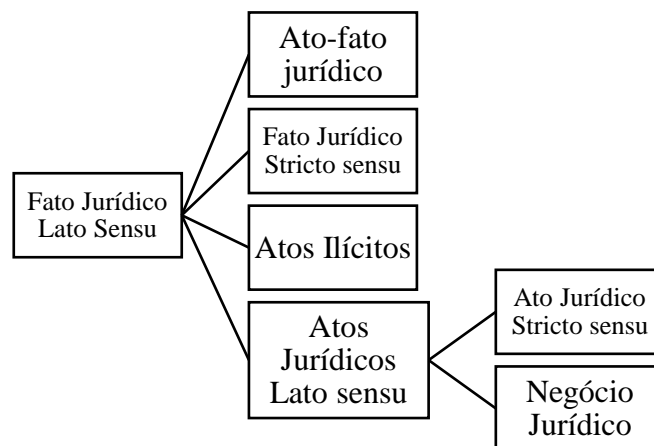 Ato-fato
jurídico
Fato Jurídico
Stricto sensu
Fato Jurídico
Lato Sensu
Atos Ilícitos
Atos
Jurídicos
Lato sensu
Ato Jurídico
Stricto sensu
Negócio
Jurídico